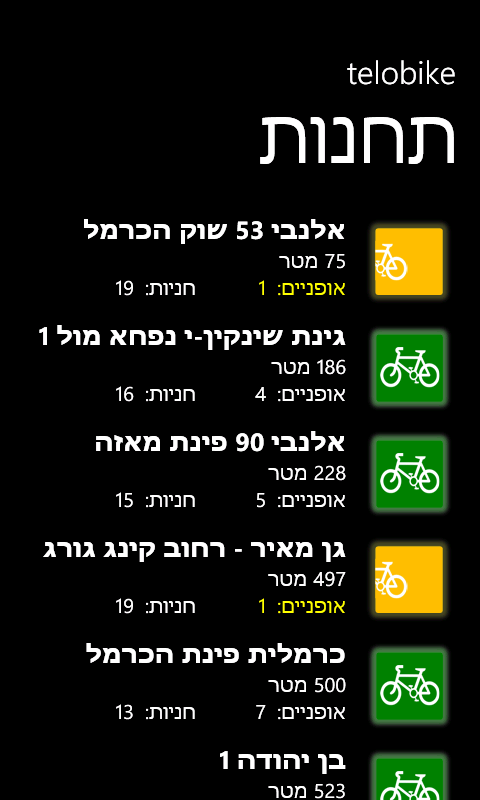 telobike
תחנות
אלנבי 53 שוק הכרמל
75 מטר
אופניים: 1 חניות: 19
גינת שינקין-י נפחא מול 1
186 מטר
אופניים: 4 חניות: 16
אלנבי 90 פינת מאזה
228 מטר
אופניים: 5 חניות: 15
גן מאיר - רחוב קינג גורג
497 מטר
אופניים: 1 חניות: 19
כרמלית פינת הכרמל
500 מטר
אופניים: 7 חניות: 13
בן יהודה 1
523 מטר